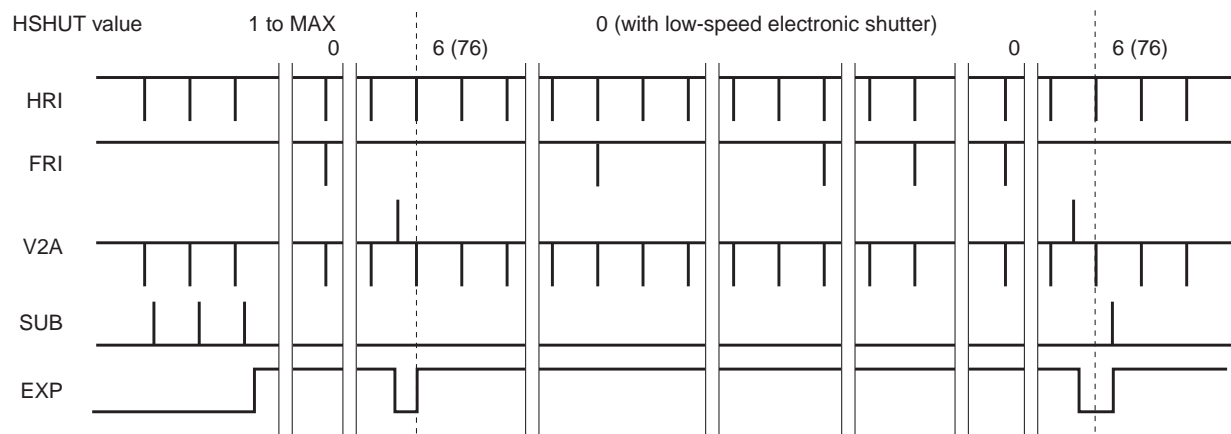 HSHUT value 1 to MAX 0 (with low-speed electronic shutter)
0 6 (76) 0 6 (76)
HRI
FRI
V2A
SUB
EXP